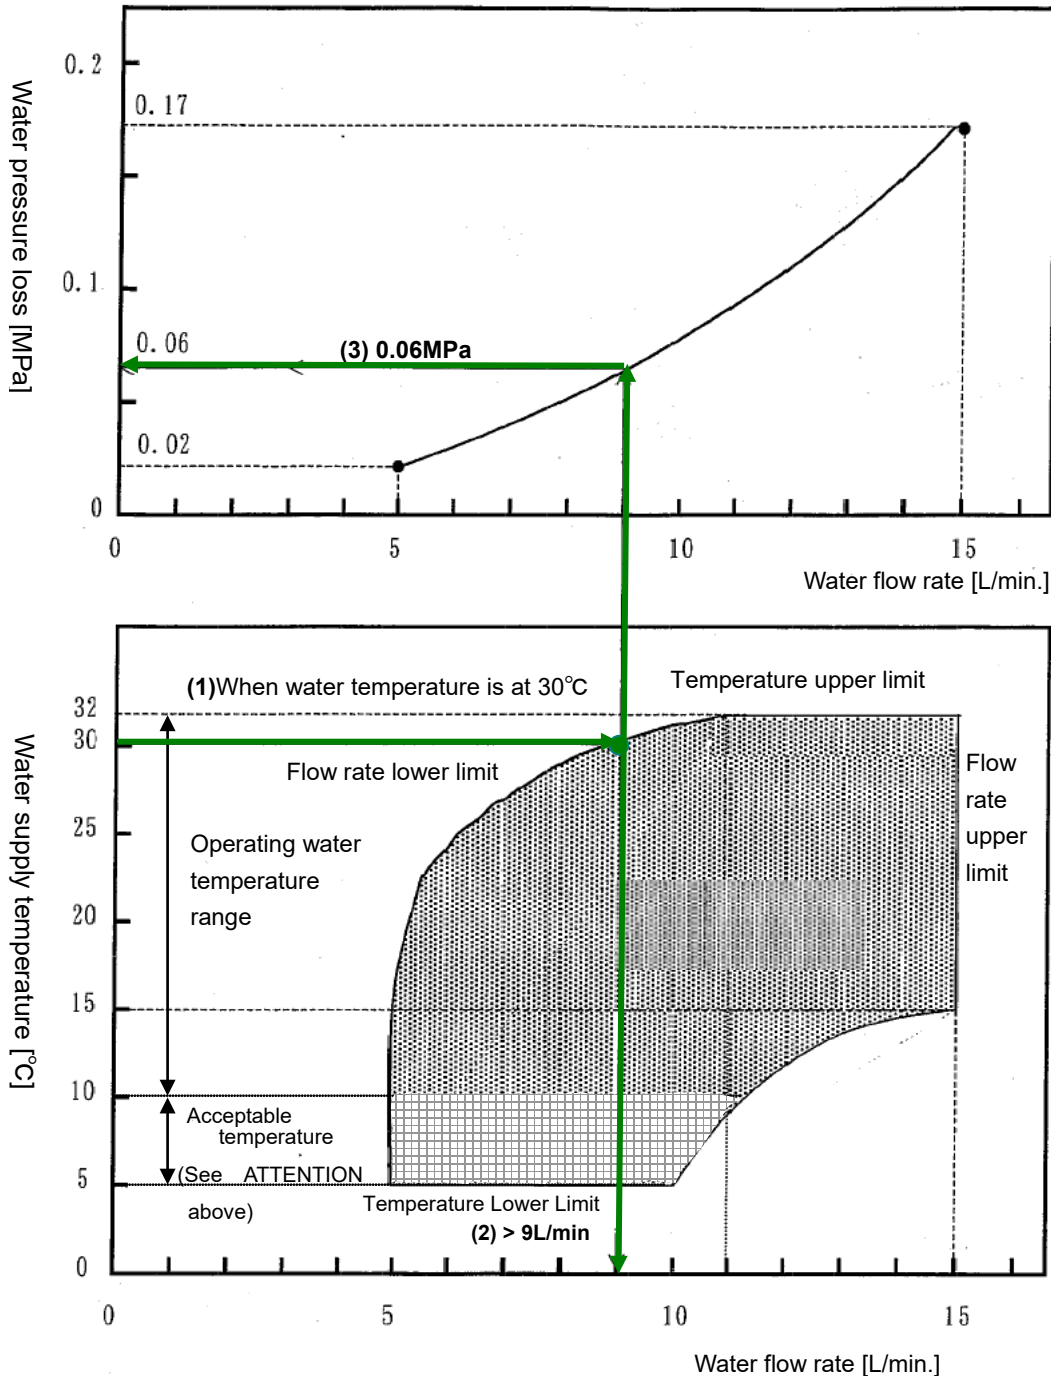 0.2
0.17
Water pressure loss [MPa]
0.1
0.06
(3) 0.06MPa
0.02
0
0
5
10
15
Water flow rate [L/min.]
(1)When water temperature is at 30℃
Temperature upper limit
32
30
Flow rate lower limit
Flow
rate
upper
limit
Water supply temperature [℃]
25
Operating water
temperature
range
20
15
10
Acceptable
temperature
(See ATTENTION
above)
5
Temperature Lower Limit
(2) > 9L/min
0
0
5
10
15
Water flow rate [L/min.]